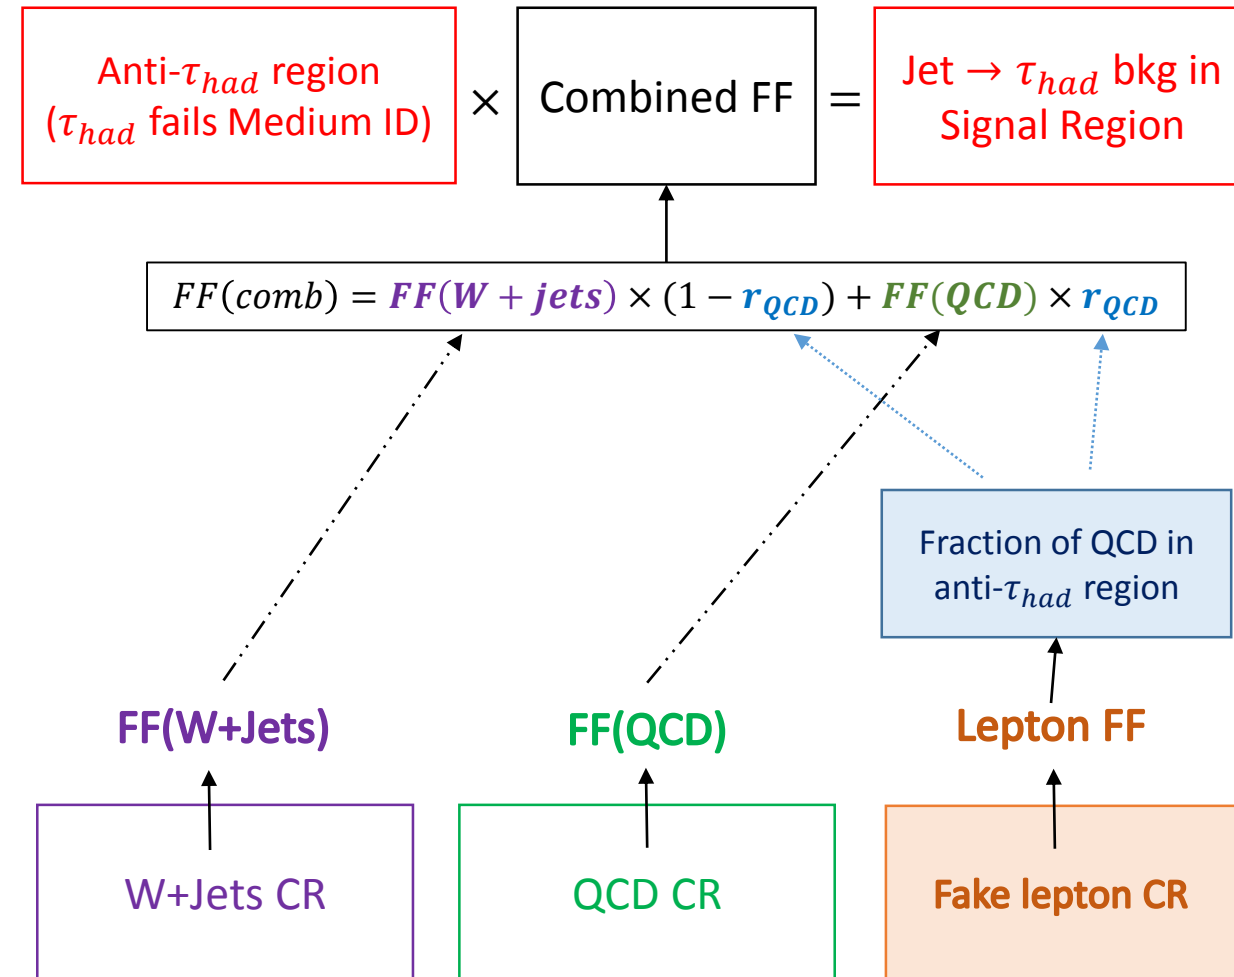 Anti-τ_had region
(τ_had fails Medium ID)
×
Combined FF
=
Jet → τ_had bkg in
Signal Region
FF(comb) = FF(W + jets) × (1 − r_QCD) + FF(QCD) × r_QCD
Fraction of QCD in
anti-τ_had region
FF(W+Jets)
FF(QCD)
Lepton FF
W+Jets CR
QCD CR
Fake lepton CR